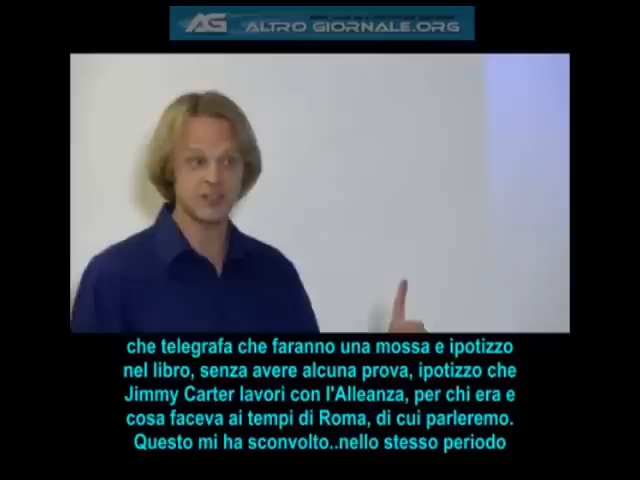 AG ALTRO GIORNALE.ORG
che telegrafa che faranno una mossa e ipotizzo
nel libro, senza avere alcuna prova, ipotizzo che
Jimmy Carter lavori con l'Alleanza, per chi era e
cosa faceva ai tempi di Roma, di cui parleremo.
Questo mi ha sconvolto..nello stesso periodo